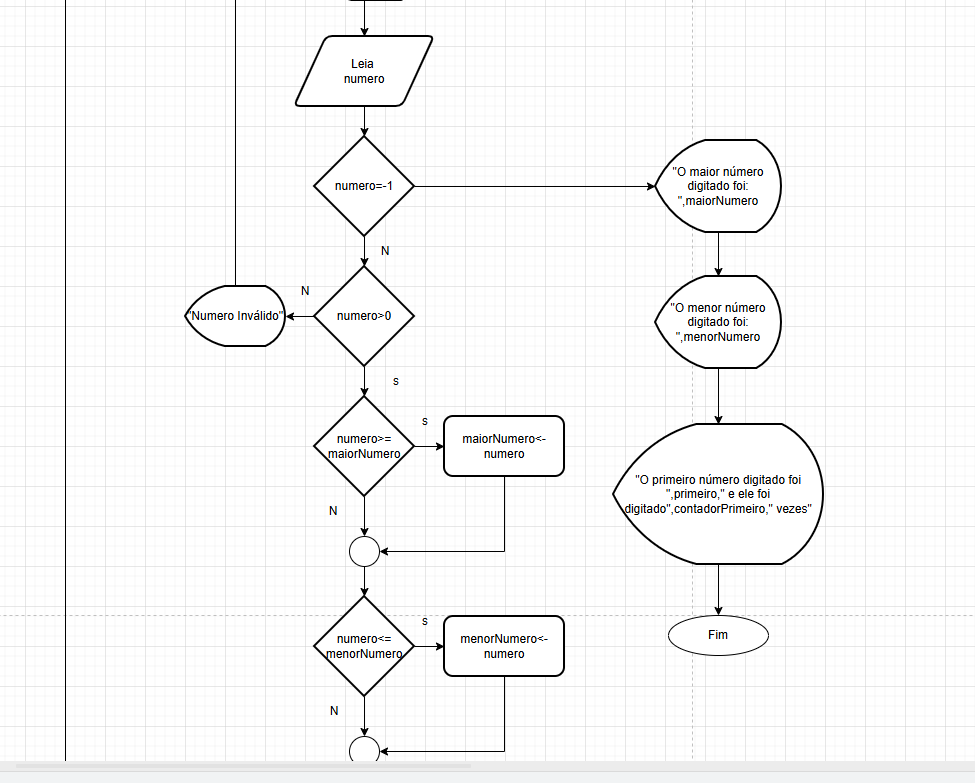 Leia
numero
numero=-1
N
N
numero>0
"Numero Inválido"
s
numero>=
maiorNumero
s
maiorNumero<-
numero
N
numero<=
menorNumero
s
menorNumero<-
numero
N
"O maior número
digitado foi:
",maiorNumero
"O menor número
digitado foi:
",menorNumero
"O primeiro número digitado foi
",primeiro," e ele foi
digitado",contadorPrimeiro," vezes"
Fim